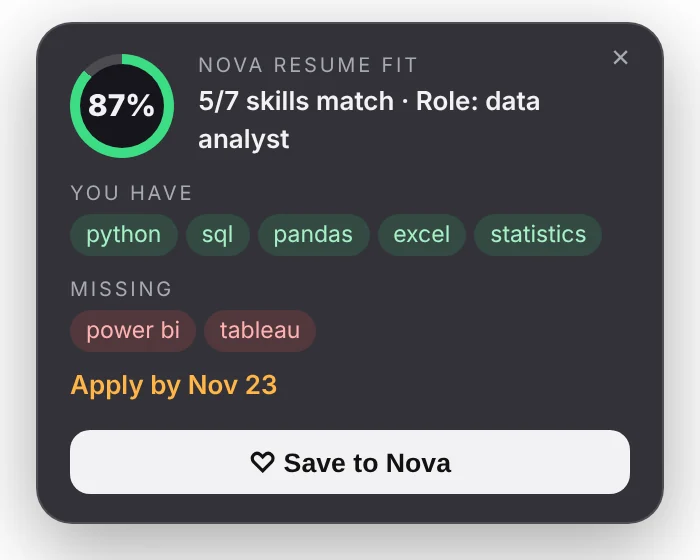 NOVA RESUME FIT
87%
5/7 skills match · Role: data
analyst
YOU HAVE
python sql pandas excel statistics
MISSING
power bi tableau
Apply by Nov 23
♡ Save to Nova